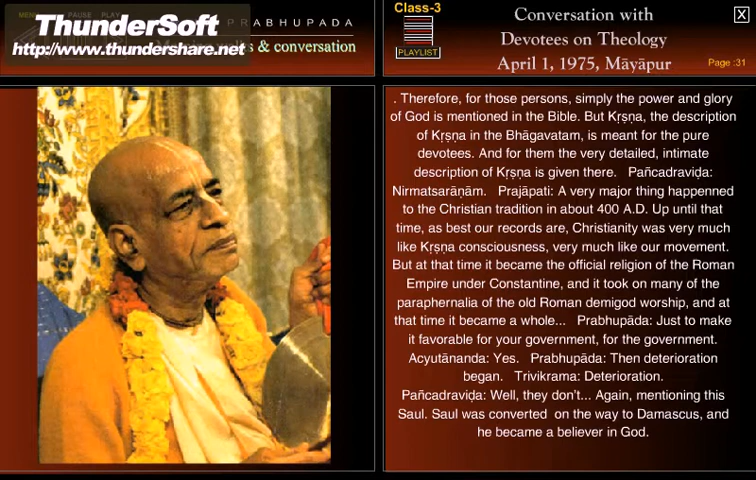 ThunderSoft
http://www.thundershare.net
PRABHUPADA
& conversation
Class-3
PLAYLIST
Conversation with
Devotees on Theology
April 1, 1975, Māyāpur
X
Page :31
. Therefore, for those persons, simply the power and glory
of God is mentioned in the Bible. But Kṛṣṇa, the description
of Kṛṣṇa in the Bhāgavatam, is meant for the pure
devotees. And for them the very detailed, intimate
description of Kṛṣṇa is given there. Pañcadraviḍa:
Nirmatsarāṇām. Prajāpati: A very major thing happenned
to the Christian tradition in about 400 A.D. Up until that
time, as best our records are, Christianity was very much
like Kṛṣṇa consciousness, very much like our movement.
But at that time it became the official religion of the Roman
Empire under Constantine, and it took on many of the
paraphernalia of the old Roman demigod worship, and at
that time it became a whole... Prabhupāda: Just to make
it favorable for your government, for the government.
Acyutānanda: Yes. Prabhupāda: Then deterioration
began. Trivikrama: Deterioration.
Pañcadraviḍa: Well, they don't... Again, mentioning this
Saul. Saul was converted on the way to Damascus, and
he became a believer in God.